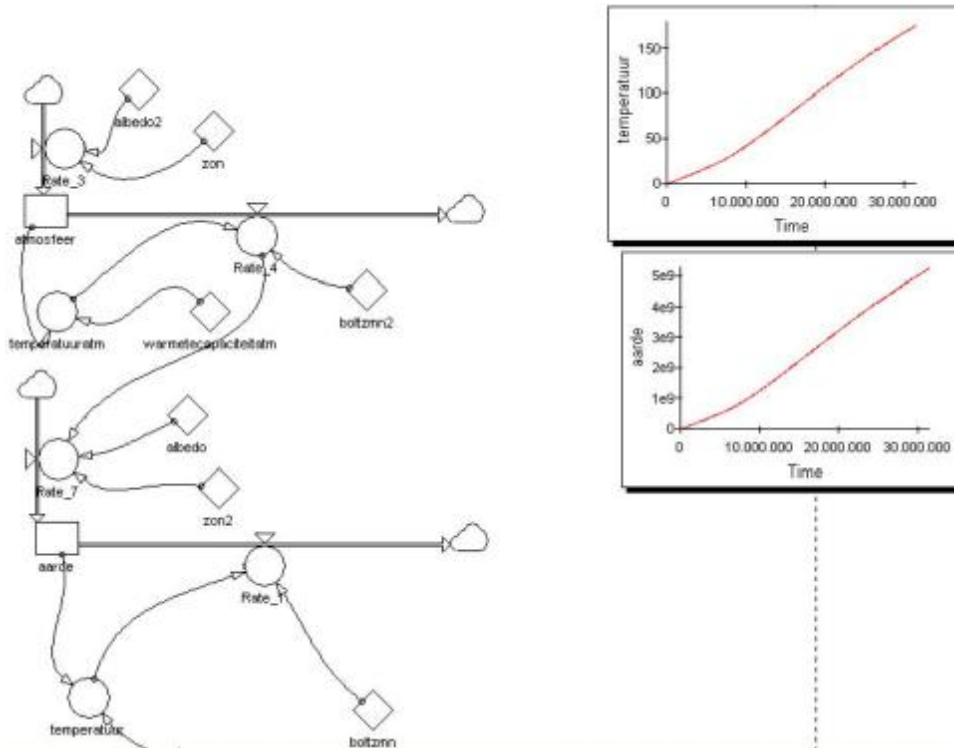 albedo2
zon
Rate_3
atmosfeer
Rate_4
boltzmn2
temperatuuratm
warmtecapaciteitatm
albedo
Rate_7
zon2
aarde
Rate_1
temperatuur
boltzmn
temperatuur
150
100
50
0
0 10.000.000 20.000.000 30.000.000
Time
aarde
5e9
4e9
3e9
2e9
1e9
0
0 10.000.000 20.000.000 30.000.000
Time